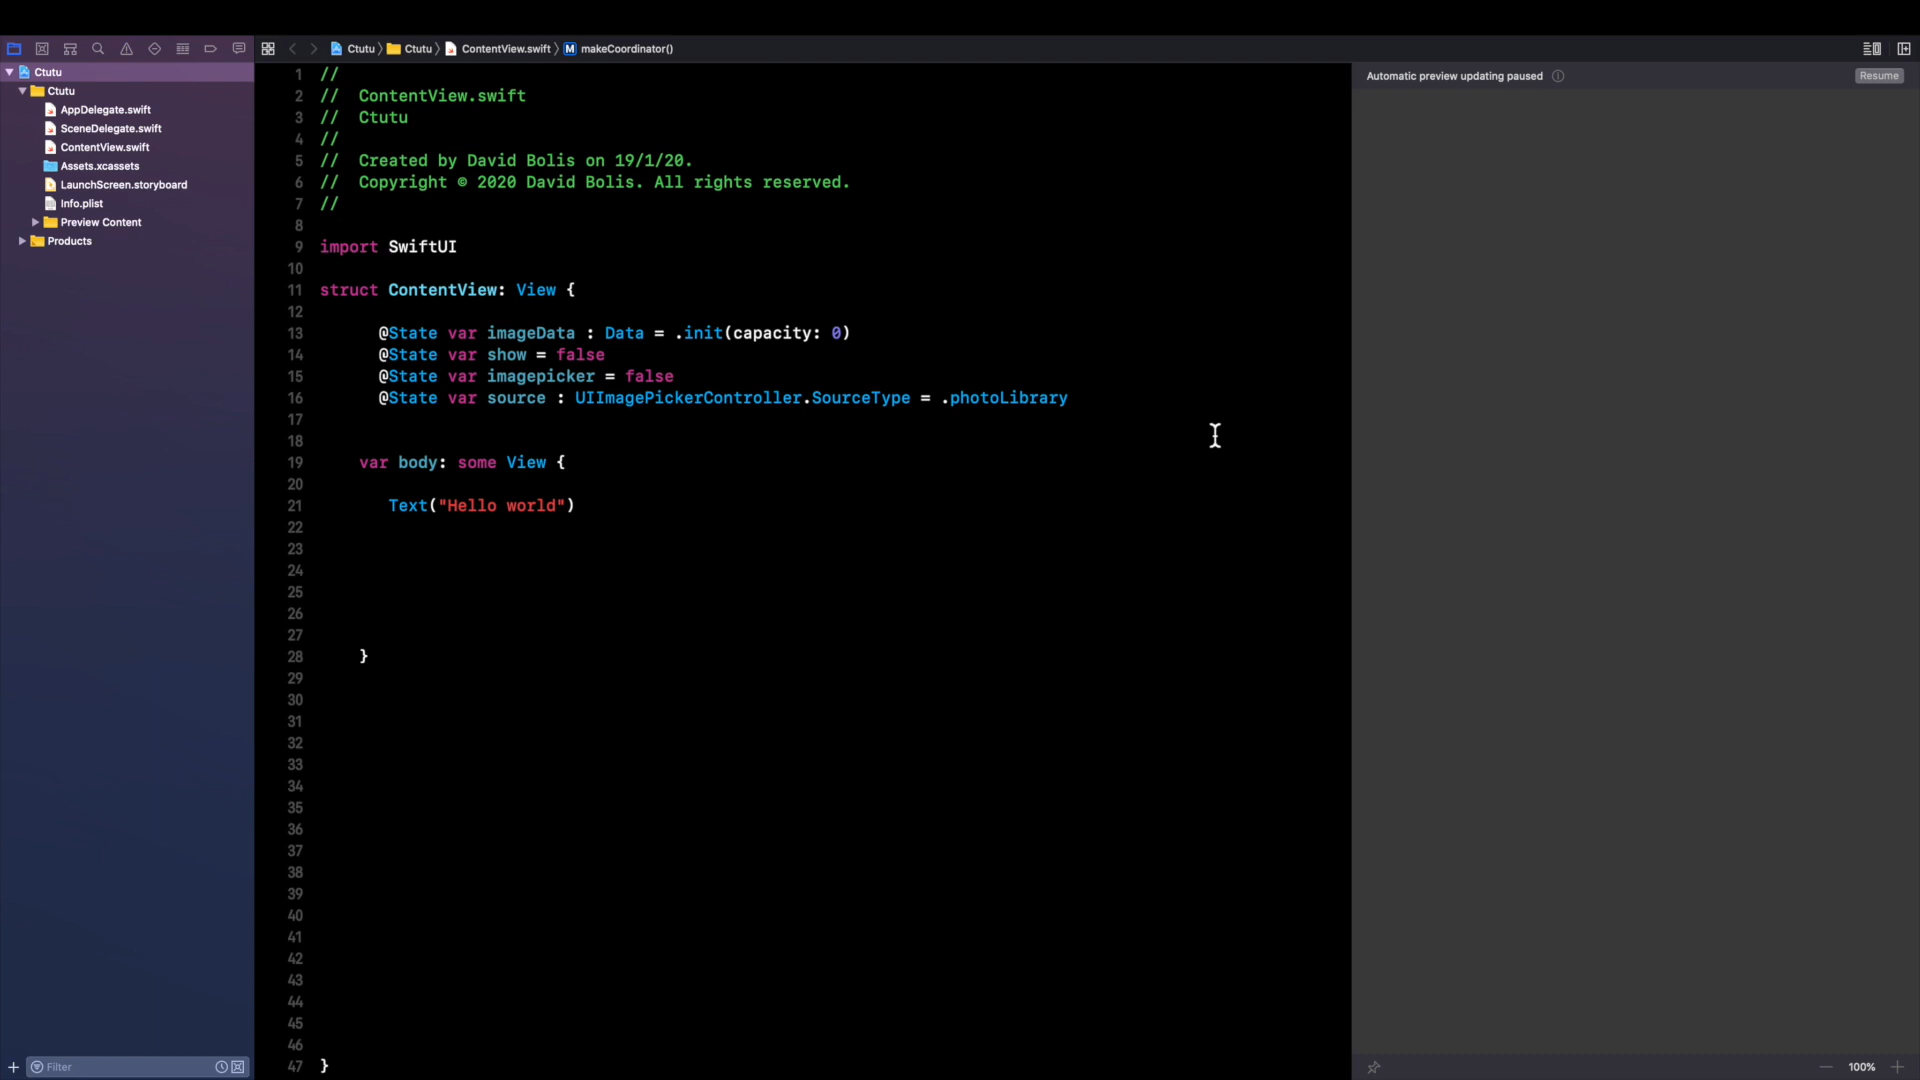 Ctutu
Ctutu
ContentView.swift
M
makeCoordinator()
Ctutu
Ctutu
AppDelegate.swift
SceneDelegate.swift
ContentView.swift
Assets.xcassets
LaunchScreen.storyboard
Info.plist
Preview Content
Products
Filter
1 //
2 // ContentView.swift
3 // Ctutu
4 //
5 // Created by David Bolis on 19/1/20.
6 // Copyright © 2020 David Bolis. All rights reserved.
7 //
8
9 import SwiftUI
10
11 struct ContentView: View {
12
13 @State var imageData : Data = .init(capacity: 0)
14 @State var show = false
15 @State var imagepicker = false
16 @State var source : UIImagePickerController.SourceType = .photoLibrary
17
18
19 var body: some View {
20
21 Text("Hello world")
22
23
24
25
26
27
28 }
29
30
31
32
33
34
35
36
37
38
39
40
41
42
43
44
45
46
47 }
Automatic preview updating paused
Resume
100%